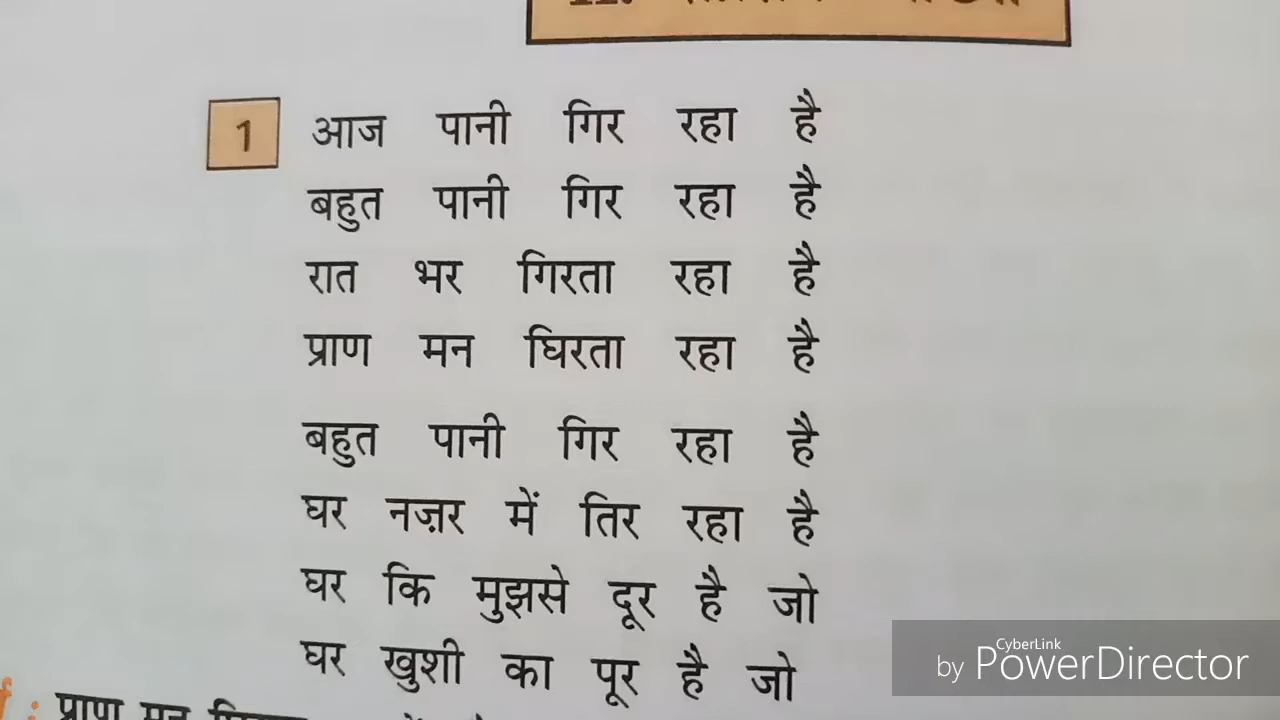 1 आज पानी गिर रहा है
बहुत पानी गिर रहा है
रात भर गिरता रहा है
प्राण मन घिरता रहा है
बहुत पानी गिर रहा है
घर नज़र में तिर रहा है
घर कि मुझसे दूर है जो
घर खुशी का पूर है जो
: प्राण मन
CyberLink
by PowerDirector